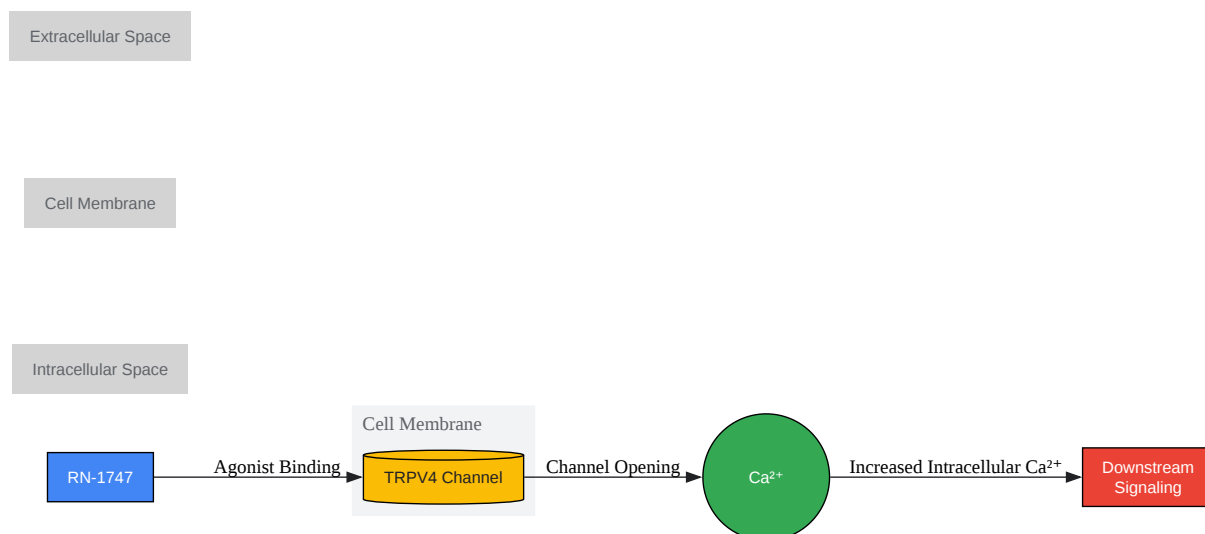 Extracellular Space
Cell Membrane
Intracellular Space
Cell Membrane
RN-1747
Agonist Binding
TRPV4 Channel
Channel Opening
Ca²⁺
Increased Intracellular Ca²⁺
Downstream
Signaling